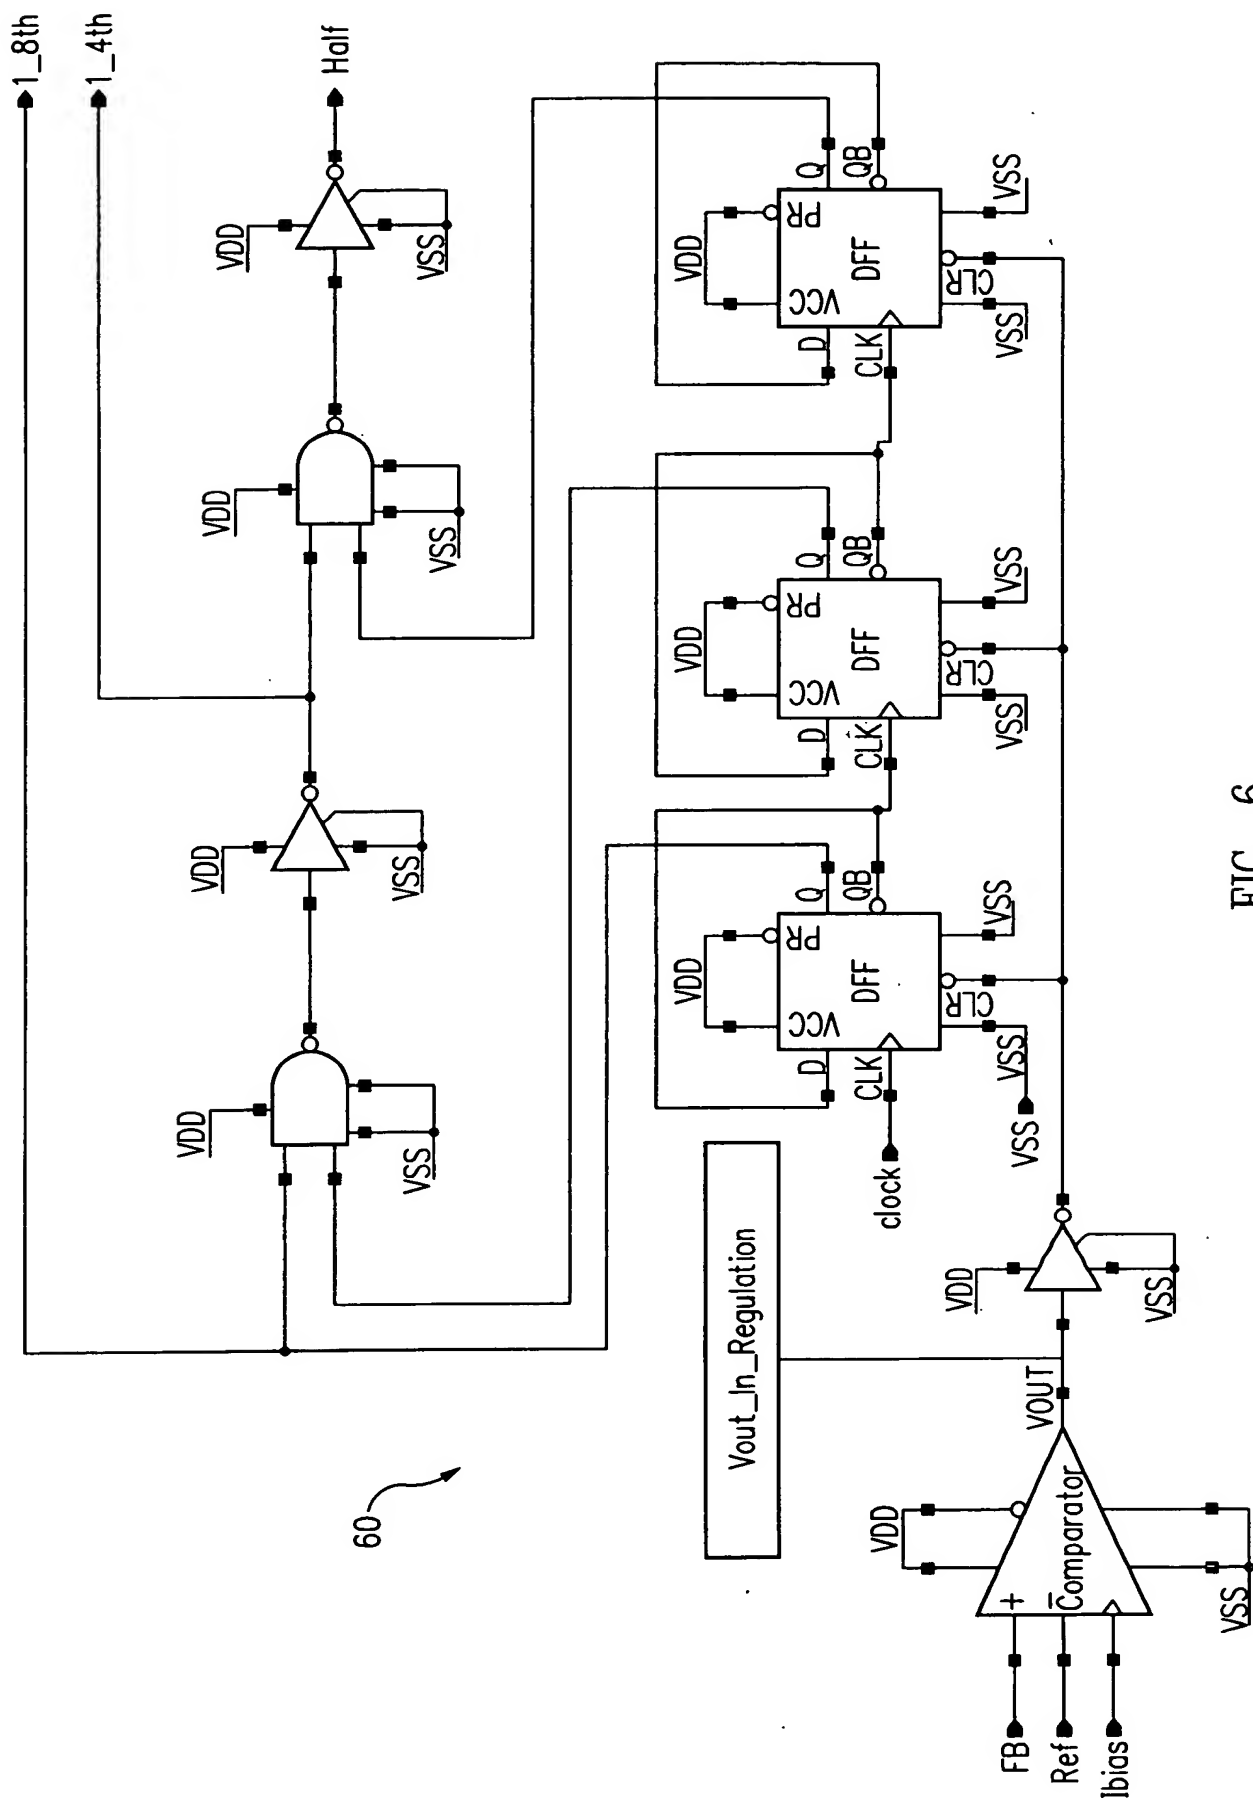 1_8th
1_4th
Half
VDD
VSS
VDD
VSS
VDD
VSS
VDD
VSS
60
VDD
VCC
PR
D
Q
DFF
CLK
QB
CLR
VSS
VSS
VDD
VCC
PR
D
Q
DFF
CLK
QB
CLR
VSS
VSS
VDD
VCC
PR
D
Q
DFF
CLK
QB
CLR
VSS
VSS
VSS
clock
Vout_In_Regulation
VDD
VSS
VDD
VOUT
+
− Comparator
VSS
FB
Ref
Ibias